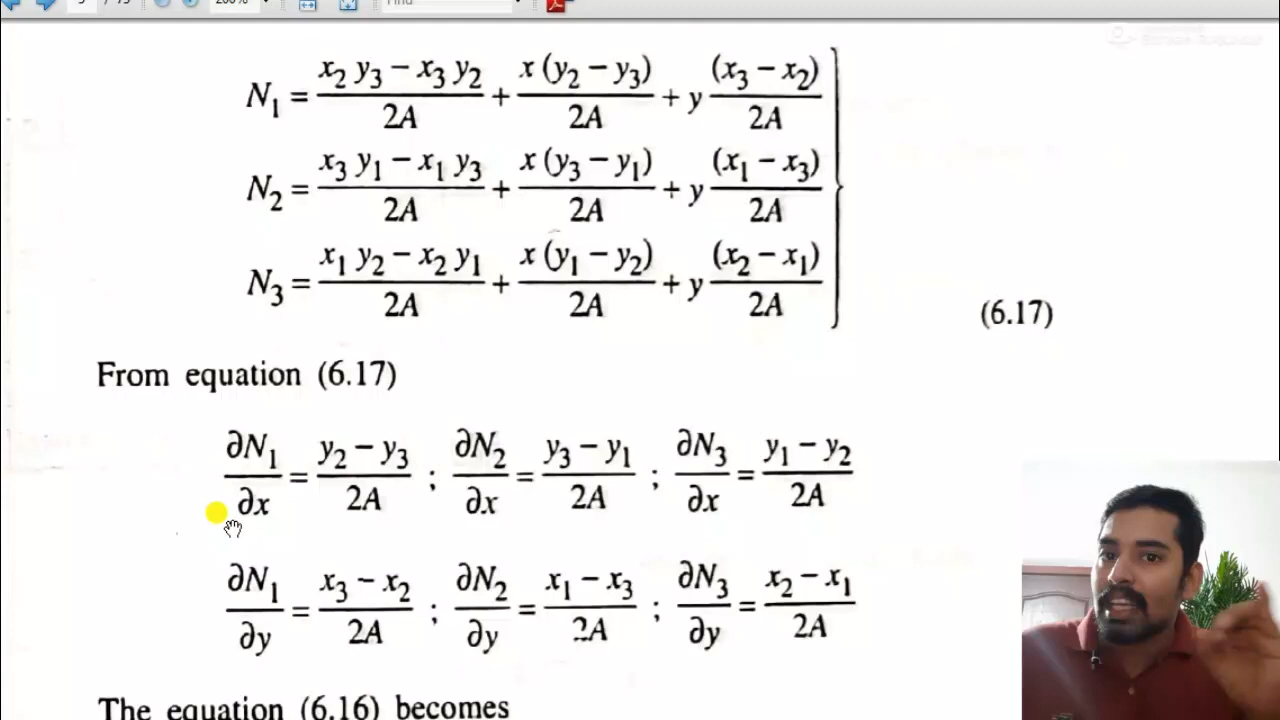 200%
Find
N₁ = (x₂ y₃ − x₃ y₂)/2A + x (y₂ − y₃)/2A + y (x₃ − x₂)/2A
N₂ = (x₃ y₁ − x₁ y₃)/2A + x (y₃ − y₁)/2A + y (x₁ − x₃)/2A
N₃ = (x₁ y₂ − x₂ y₁)/2A + x (y₁ − y₂)/2A + y (x₂ − x₁)/2A
(6.17)
From equation (6.17)
∂N₁/∂x = (y₂ − y₃)/2A ; ∂N₂/∂x = (y₃ − y₁)/2A ; ∂N₃/∂x = (y₁ − y₂)/2A
∂N₁/∂y = (x₃ − x₂)/2A ; ∂N₂/∂y = (x₁ − x₃)/2A ; ∂N₃/∂y = (x₂ − x₁)/2A
The equation (6.16) becomes